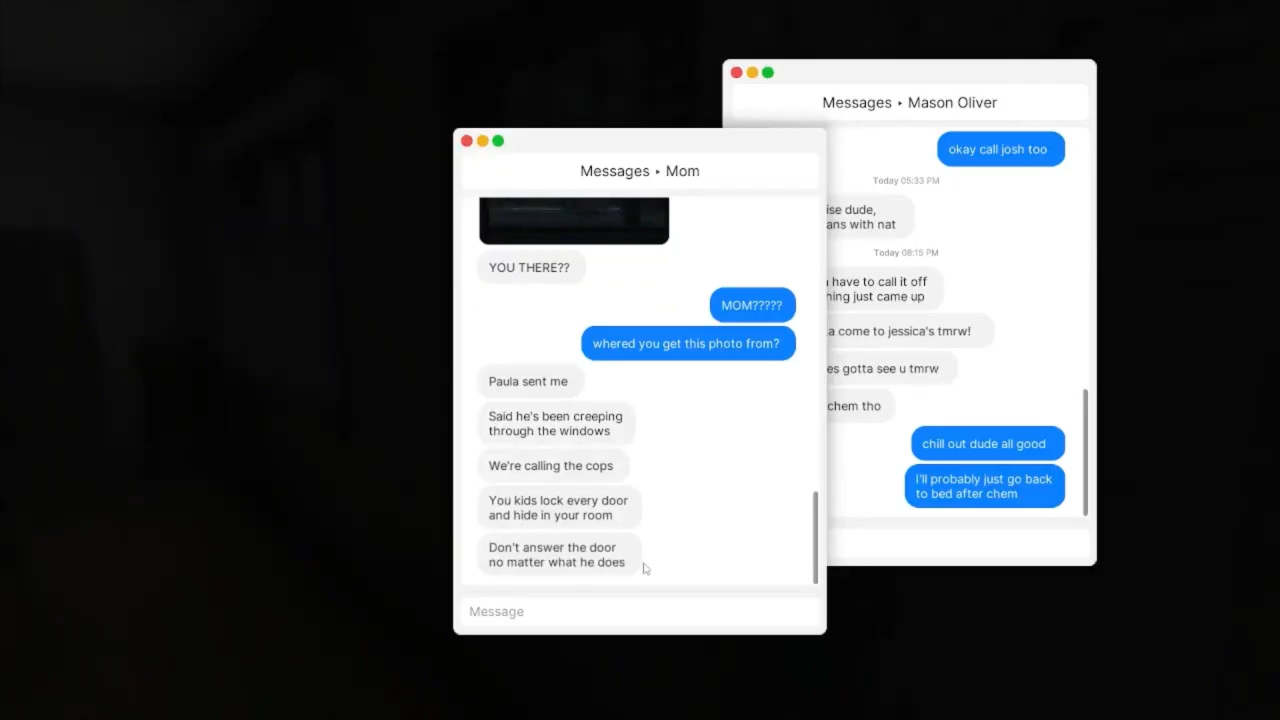 Messages ‣ Mason Oliver
okay call josh too
Today 05:33 PM
ise dude,
ans with nat
Today 08:15 PM
have to call it off
hing just came up
a come to jessica's tmrw!
es gotta see u tmrw
chem tho
chill out dude all good
I'll probably just go back
to bed after chem
Messages ‣ Mom
YOU THERE??
MOM?????
whered you get this photo from?
Paula sent me
Said he's been creeping
through the windows
We're calling the cops
You kids lock every door
and hide in your room
Don't answer the door
no matter what he does
Message